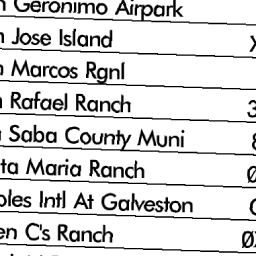 n Geronimo Airpark
n Jose Island
n Marcos Rgnl
n Rafael Ranch 3
a Saba County Muni 8
ta Maria Ranch Ø
oles Intl At Galveston
en C's Ranch ØX